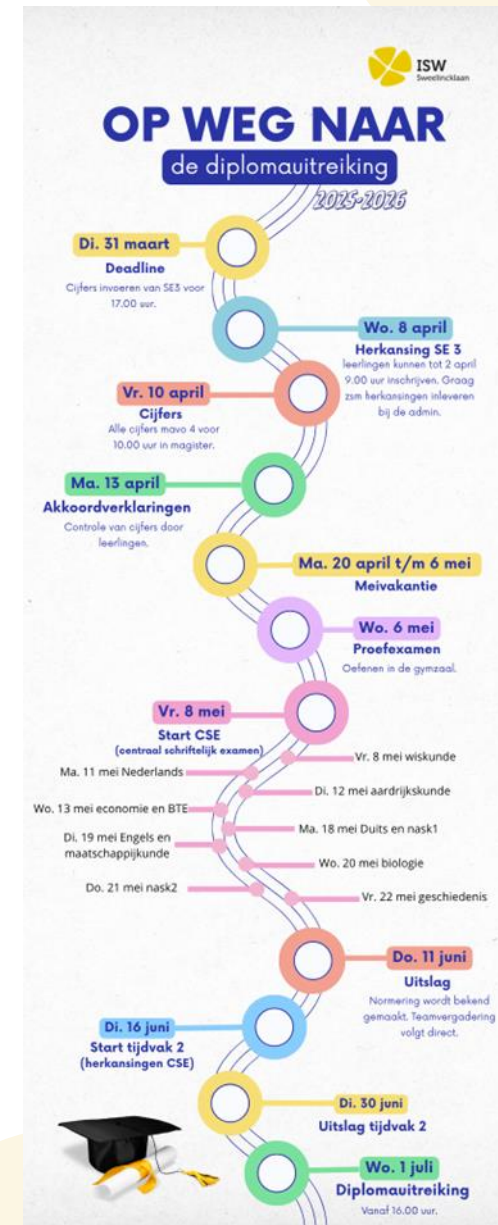 ISW
Sweelincklaan
OP WEG NAAR
de diplomauitreiking
2025-2026
Di. 31 maart
Deadline
Cijfers invoeren van SE3 voor
17.00 uur.
Wo. 8 april
Herkansing SE 3
leerlingen kunnen tot 2 april
9.00 uur inschrijven. Graag
zsm herkansingen inleveren
bij de admin.
Vr. 10 april
Cijfers
Alle cijfers mavo 4 voor
10.00 uur in magister.
Ma. 13 april
Akkoordverklaringen
Controle van cijfers door
leerlingen.
Ma. 20 april t/m 6 mei
Meivakantie
Wo. 6 mei
Proefexamen
Oefenen in de gymzaal.
Vr. 8 mei
Start CSE
(centraal schriftelijk examen)
Vr. 8 mei wiskunde
Ma. 11 mei Nederlands
Di. 12 mei aardrijkskunde
Wo. 13 mei economie en BTE
Ma. 18 mei Duits en nask1
Di. 19 mei Engels en
maatschappijkunde
Wo. 20 mei biologie
Do. 21 mei nask2
Vr. 22 mei geschiedenis
Do. 11 juni
Uitslag
Normering wordt bekend
gemaakt. Teamvergadering
volgt direct.
Di. 16 juni
Start tijdvak 2
(herkansingen CSE)
Di. 30 juni
Uitslag tijdvak 2
Wo. 1 juli
Diplomauitreiking
Vanaf 16.00 uur.